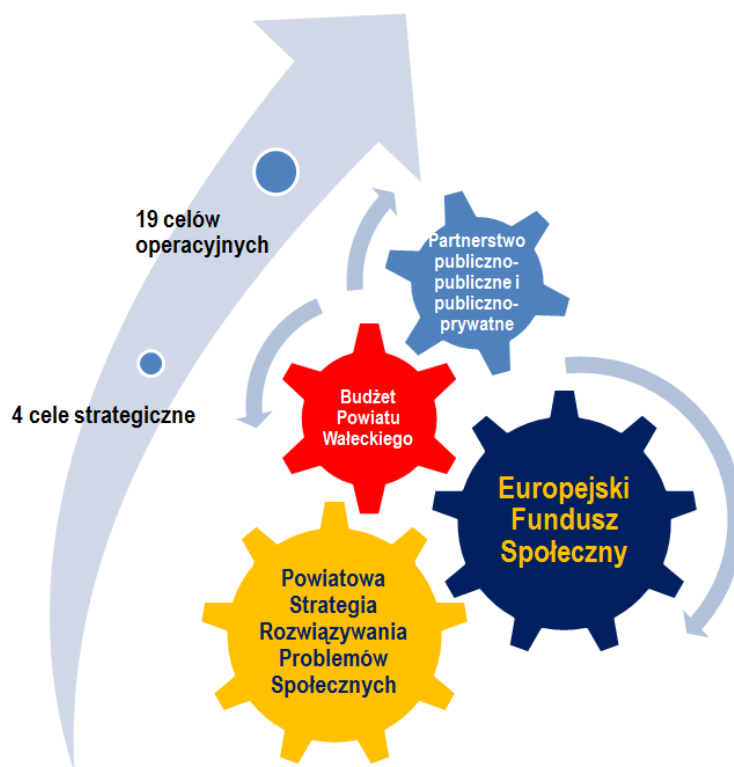 19 celów
operacyjnych
4 cele strategiczne
Partnerstwo
publiczno-
publiczne i
publiczno-
prywatne
Budżet
Powiatu
Wałeckiego
Europejski
Fundusz
Społeczny
Powiatowa
Strategia
Rozwiązywania
Problemów
Społecznych